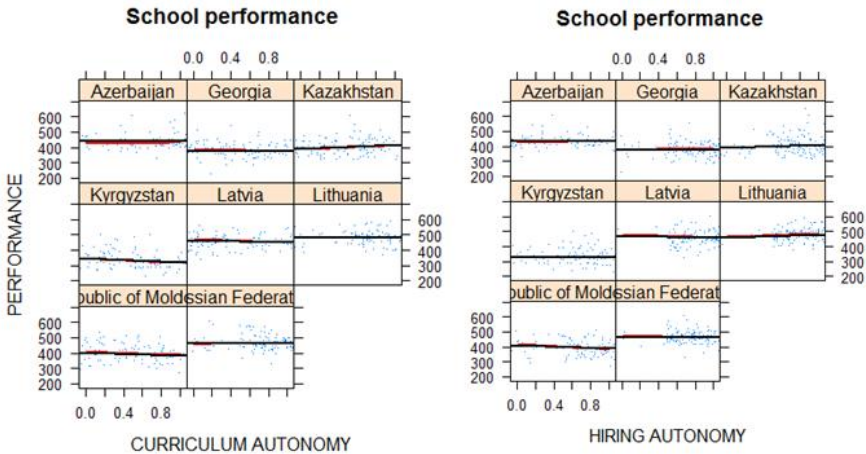 School performance
0.0 0.4 0.8
Azerbaijan Georgia Kazakhstan
600
500
400
300
200
Kyrgyzstan Latvia Lithuania
600
500
400
300
200
public of Moldo ssian Federat
600
500
400
300
200
0.0 0.4 0.8
PERFORMANCE
CURRICULUM AUTONOMY
School performance
0.0 0.4 0.8
Azerbaijan Georgia Kazakhstan
600
500
400
300
200
Kyrgyzstan Latvia Lithuania
600
500
400
300
200
public of Moldo ssian Federat
600
500
400
300
200
0.0 0.4 0.8
HIRING AUTONOMY